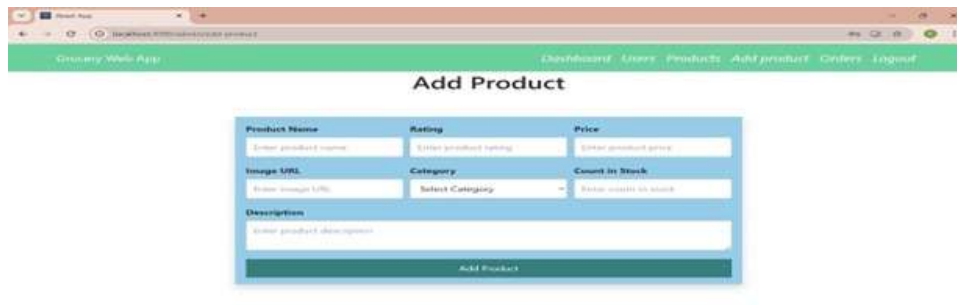 React App
Grocery Web App Dashboard Users Products Add product Orders Logout
Add Product
Product Name Rating Price
Enter product name Enter product rating Enter product price
Image URL Category Count in Stock
Enter image URL Select Category Enter count in stock
Description
Enter product description
Add Product